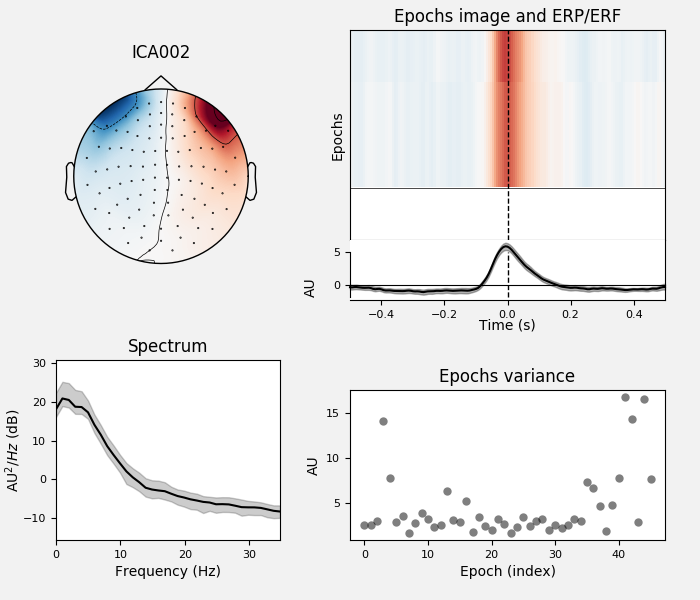 Epochs image and ERP/ERF
ICA002
Epochs
5
0
AU
−0.4 −0.2 0.0 0.2 0.4
Time (s)
Spectrum
30
20
10
0
−10
AU²/Hz (dB)
0 10 20 30
Frequency (Hz)
Epochs variance
15
10
5
AU
0 10 20 30 40
Epoch (index)